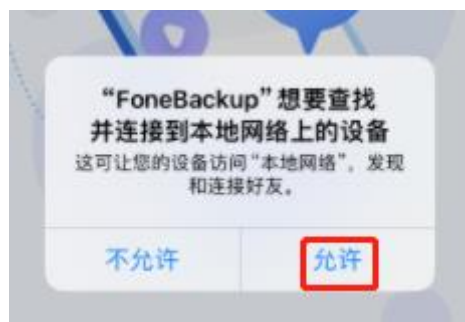 “FoneBackup”想要查找
并连接到本地网络上的设备
这可让您的设备访问“本地网络”，发现
和连接好友。
不允许
允许